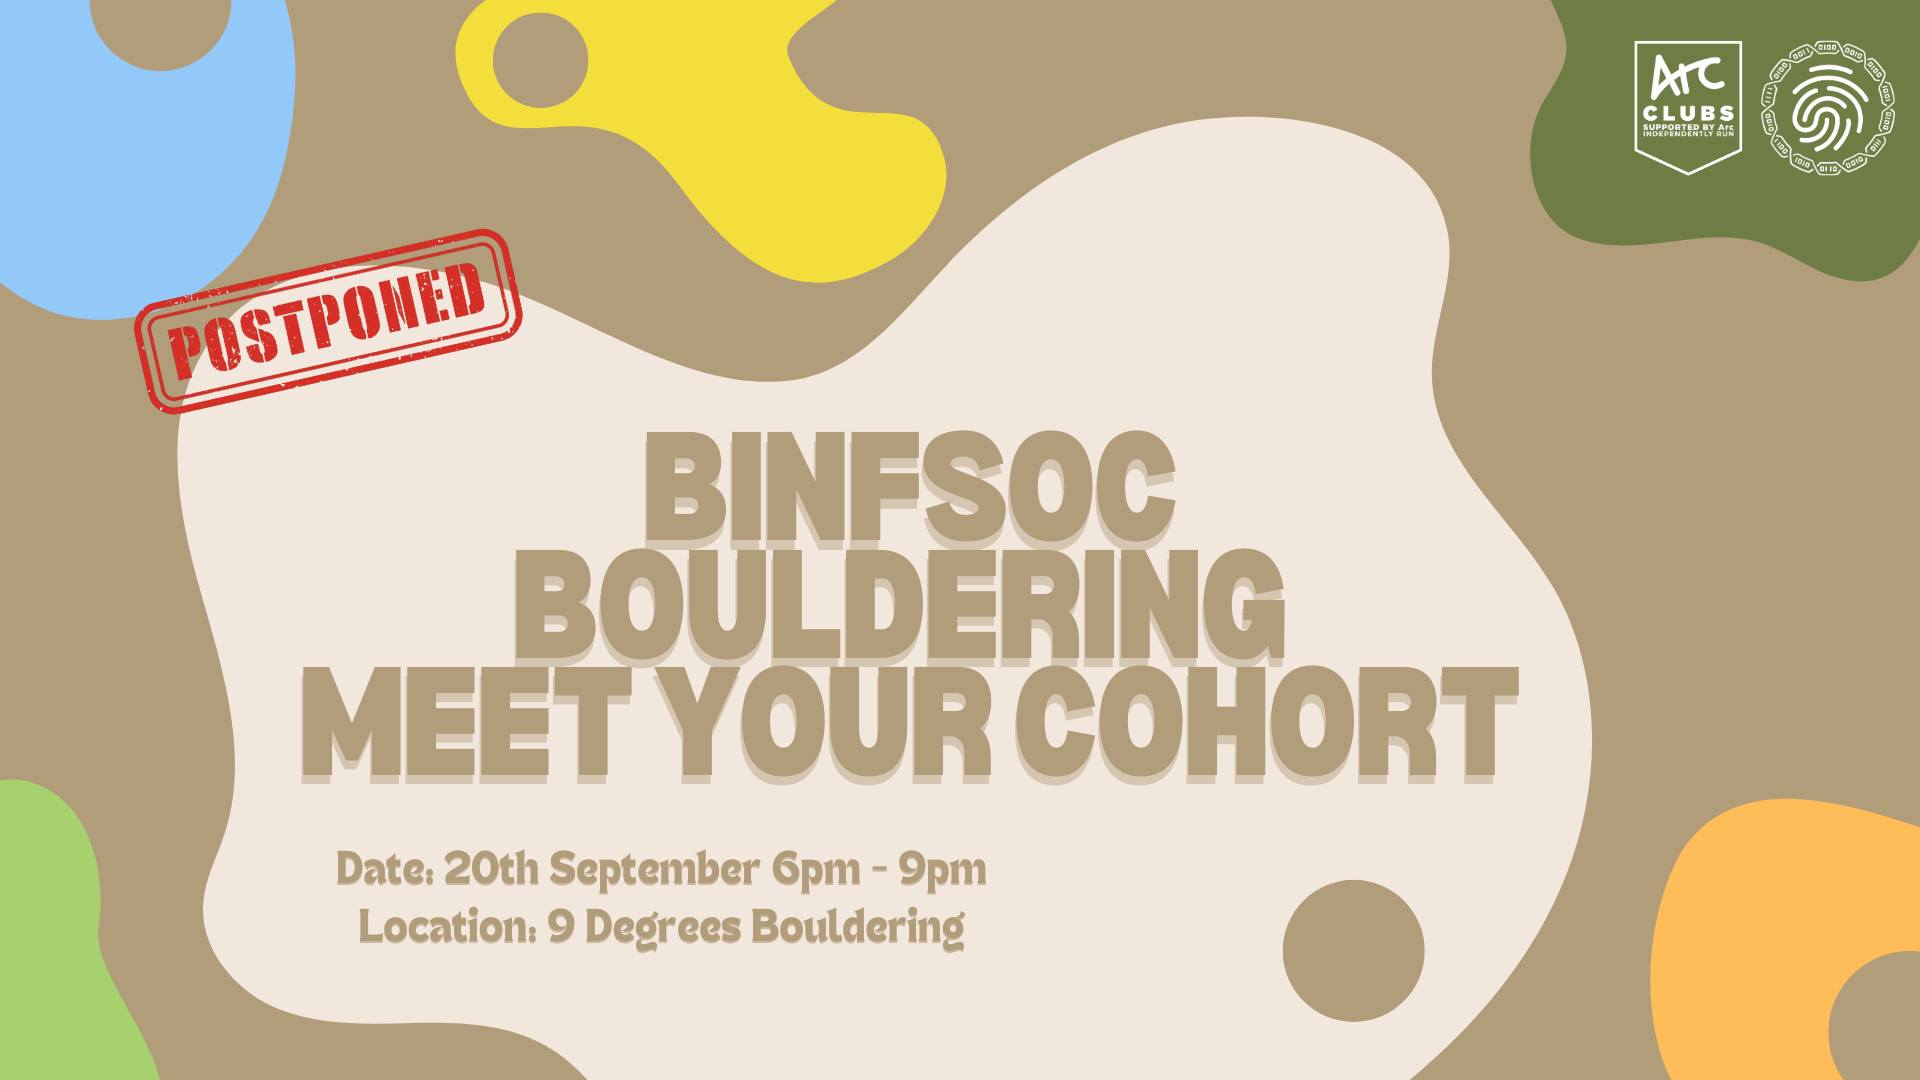 Arc
CLUBS
SUPPORTED BY Arc
INDEPENDENTLY RUN
POSTPONED
BINFSOC
BOULDERING
MEET YOUR COHORT
Date: 20th September 6pm - 9pm
Location: 9 Degrees Bouldering